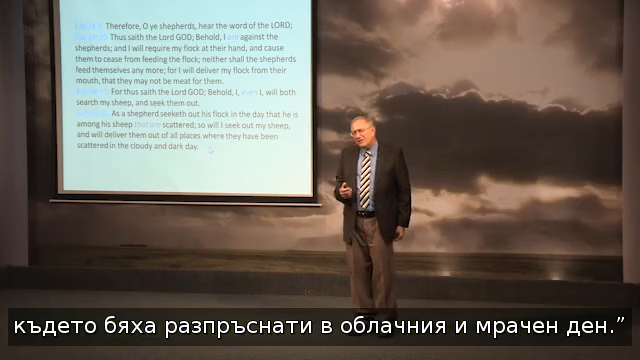 Therefore, O ye shepherds, hear the word of the LORD;
Thus saith the Lord GOD; Behold, I am against the
shepherds; and I will require my flock at their hand, and cause
them to cease from feeding the flock; neither shall the shepherds
feed themselves any more; for I will deliver my flock from their
mouth, that they may not be meat for them.
For thus saith the Lord GOD; Behold, I, even I, will both
search my sheep, and seek them out.
As a shepherd seeketh out his flock in the day that he is
among his sheep that are scattered; so will I seek out my sheep,
and will deliver them out of all places where they have been
scattered in the cloudy and dark day.
където бяха разпръснати в облачния и мрачен ден.”